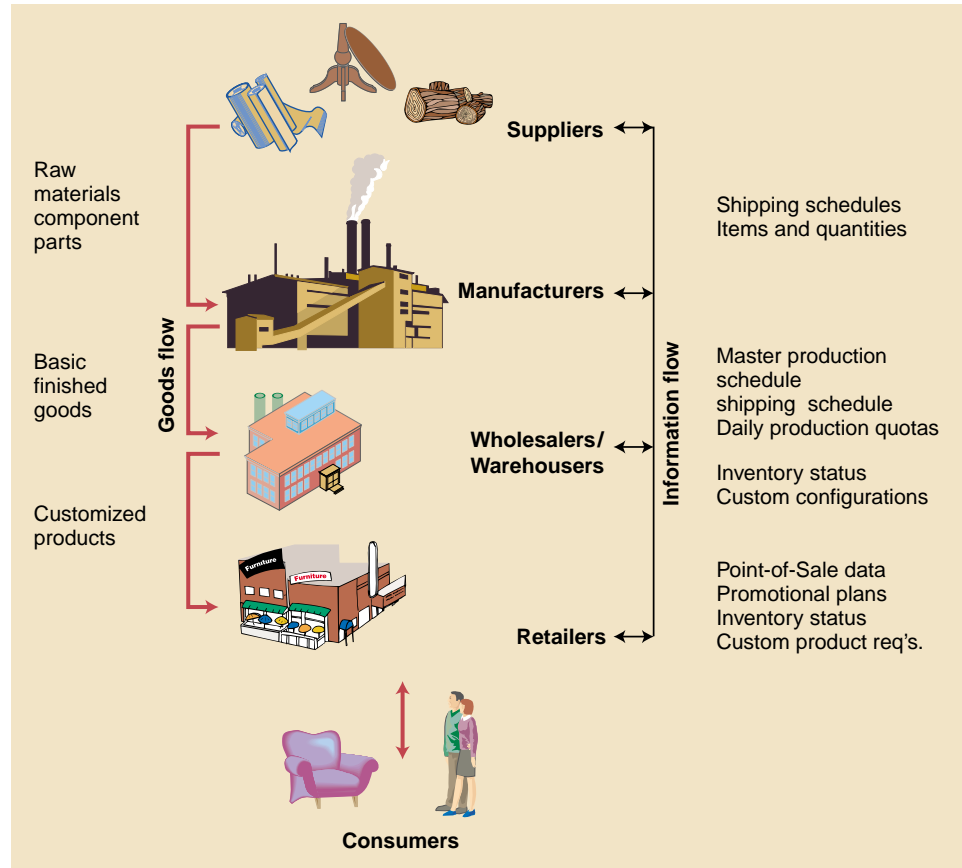 Suppliers
Raw
materials
component
parts
Shipping schedules
Items and quantities
Manufacturers
Goods flow
Information flow
Basic
finished
goods
Master production
schedule
shipping schedule
Daily production quotas
Wholesalers/
Warehousers
Inventory status
Custom configurations
Customized
products
Furniture
Furniture
Point-of-Sale data
Promotional plans
Inventory status
Custom product req's.
Retailers
Consumers